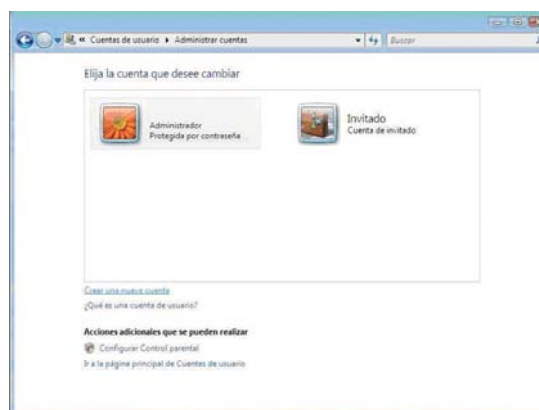 « Cuentas de usuario ▸ Administrar cuentas
Buscar
Elija la cuenta que desee cambiar
Administrador
Protegida por contraseña
Invitado
Cuenta de invitado
Crear una nueva cuenta
¿Qué es una cuenta de usuario?
Acciones adicionales que se pueden realizar
Configurar Control parental
Ir a la página principal de Cuentas de usuario